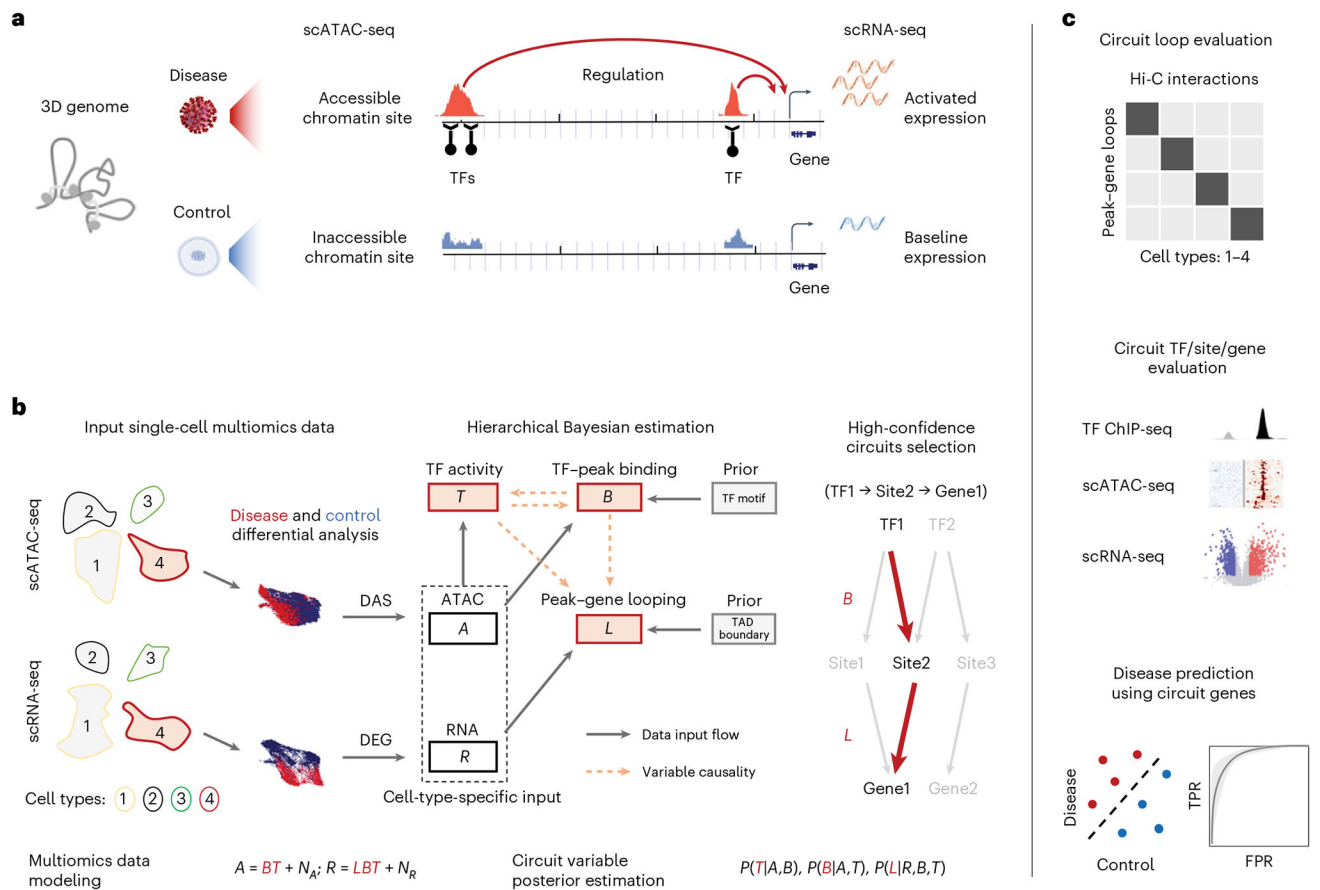 a
scATAC-seq
scRNA-seq
Disease
3D genome
Accessible
chromatin site
Regulation
Activated
expression
Gene
TFs
TF
Control
Inaccessible
chromatin site
Baseline
expression
Gene
b
Input single-cell multiomics data
Hierarchical Bayesian estimation
High-confidence
circuits selection
scATAC-seq
2
3
1
4
Disease and control
differential analysis
DAS
scRNA-seq
2
3
1
4
DEG
Cell types: 1 2 3 4
TF activity
T
TF–peak binding
B
Prior
TF motif
ATAC
A
Peak–gene looping
L
Prior
TAD
boundary
RNA
R
Cell-type-specific input
Data input flow
Variable causality
(TF1 → Site2 → Gene1)
TF1
TF2
B
Site1
Site2
Site3
L
Gene1
Gene2
Multiomics data
modeling
A = BT + N_A; R = LBT + N_R
Circuit variable
posterior estimation
P(T|A,B), P(B|A,T), P(L|R,B,T)
c
Circuit loop evaluation
Hi-C interactions
Peak–gene loops
Cell types: 1–4
Circuit TF/site/gene
evaluation
TF ChIP-seq
scATAC-seq
scRNA-seq
Disease prediction
using circuit genes
Disease
Control
TPR
FPR